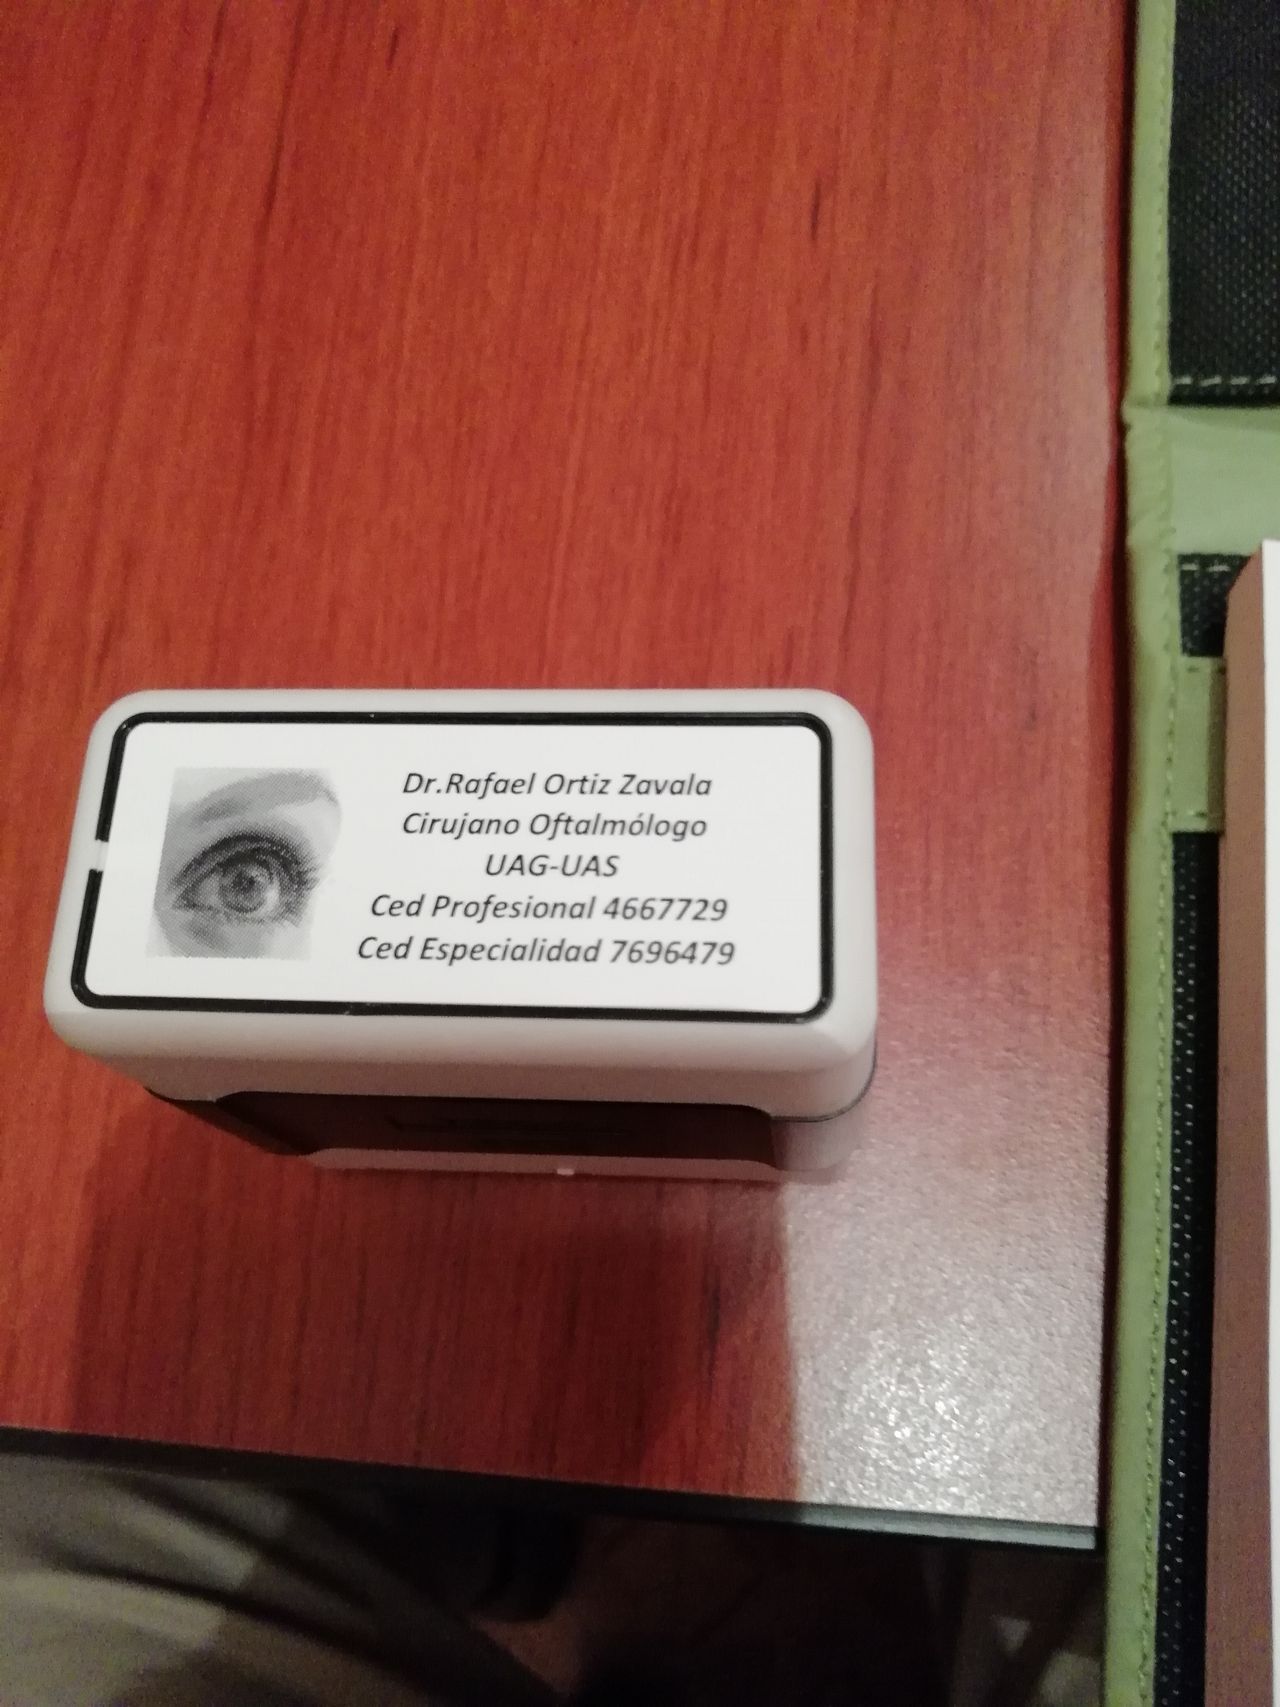 Dr.Rafael Ortiz Zavala
Cirujano Oftalmólogo
UAG-UAS
Ced Profesional 4667729
Ced Especialidad 7696479